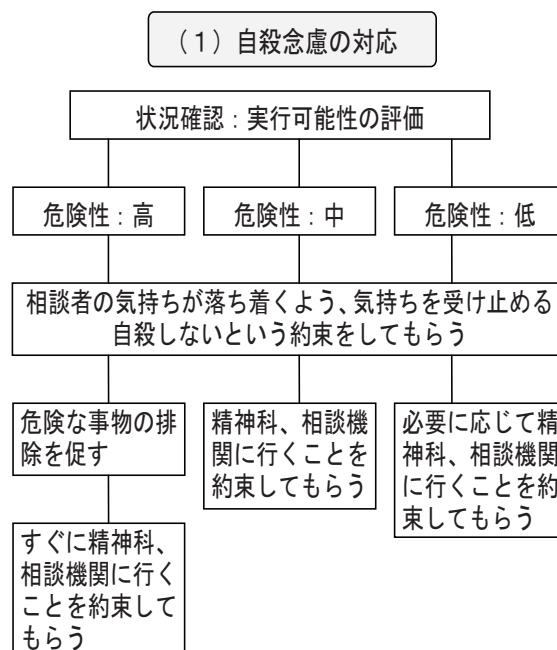 （１）自殺念慮の対応
状況確認：実行可能性の評価
危険性：高
危険性：中
危険性：低
相談者の気持ちが落ち着くよう、気持ちを受け止める
自殺しないという約束をしてもらう
危険な事物の排
除を促す
すぐに精神科、
相談機関に行く
ことを約束して
もらう
精神科、相談機
関に行くことを
約束してもらう
必要に応じて精
神科、相談機関
に行くことを約
束してもらう